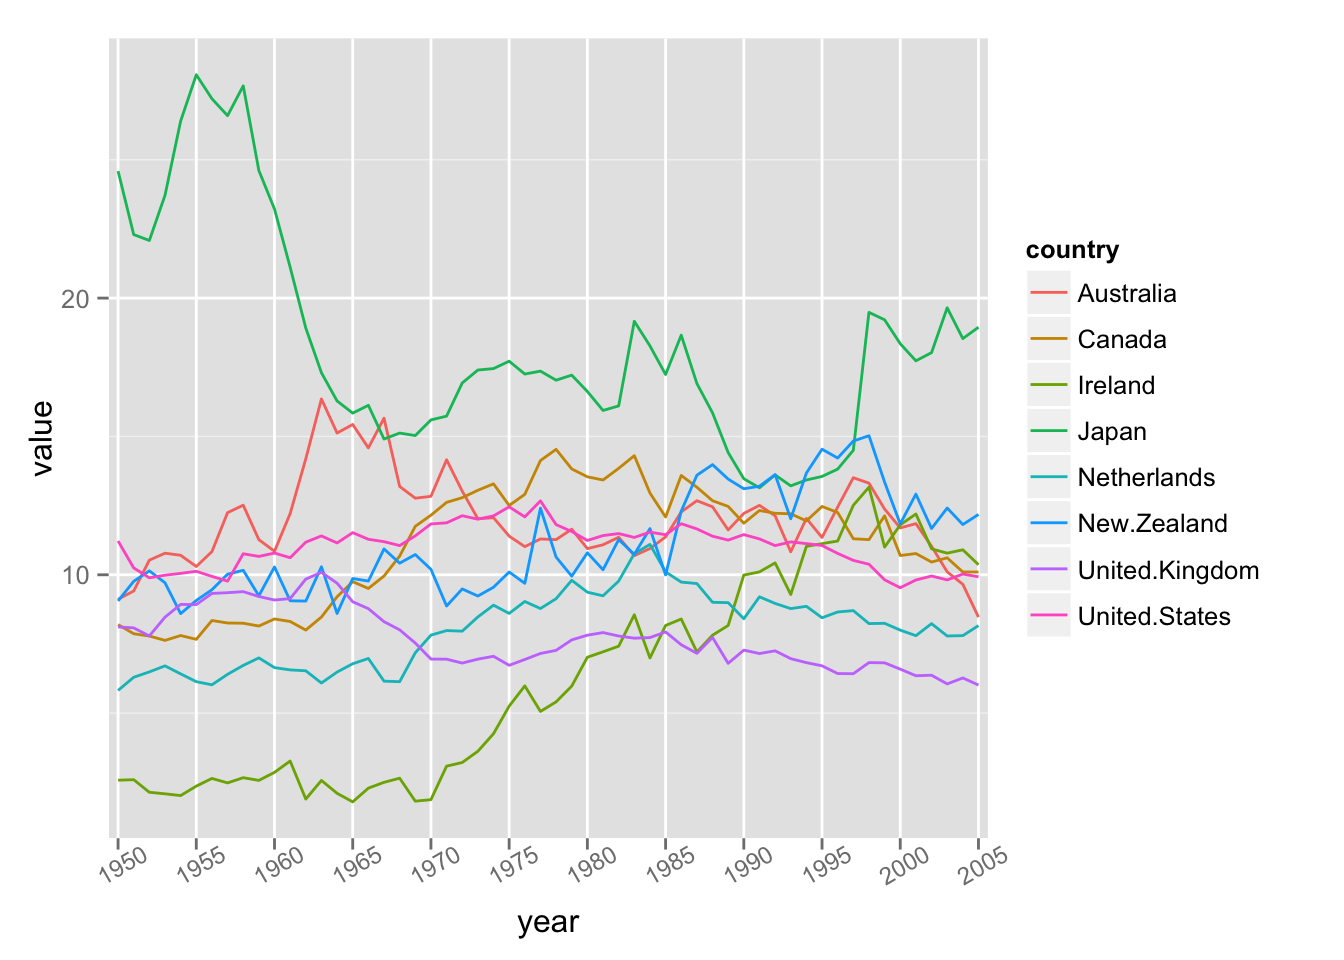 value
20
10
1950
1955
1960
1965
1970
1975
1980
1985
1990
1995
2000
2005
year
country
Australia
Canada
Ireland
Japan
Netherlands
New.Zealand
United.Kingdom
United.States